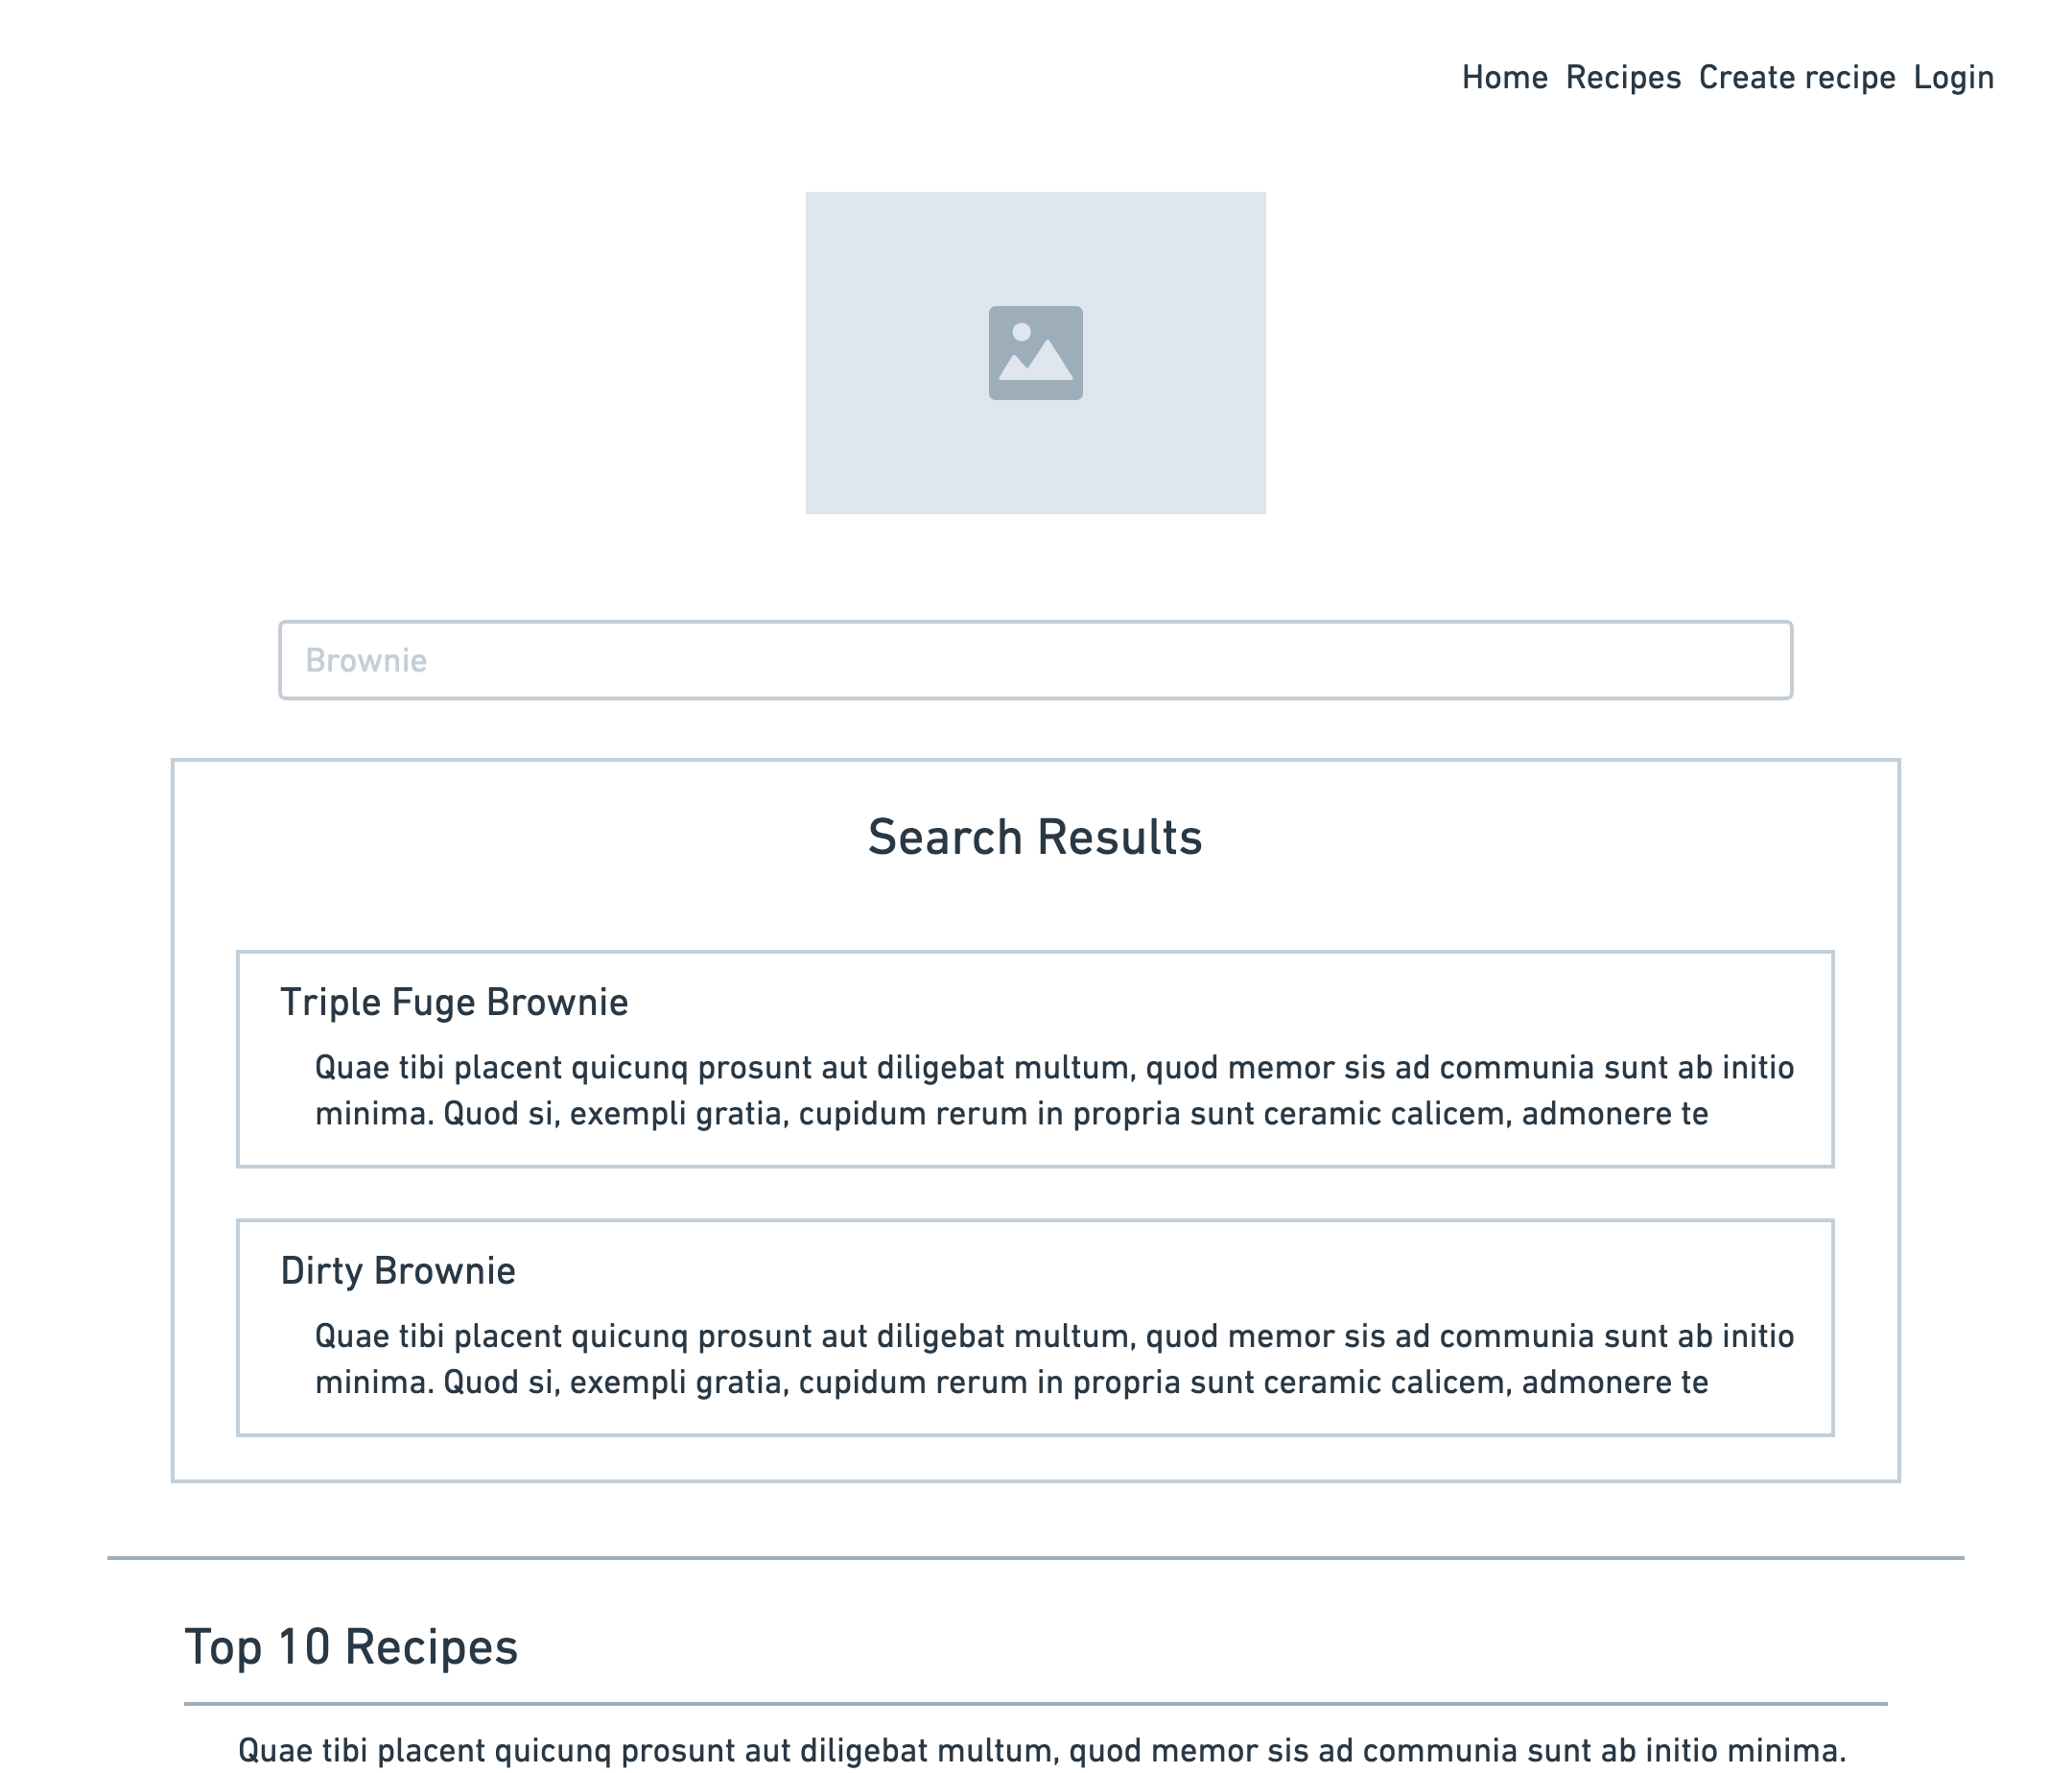 Home Recipes Create recipe Login
Brownie
Search Results
Triple Fuge Brownie
Quae tibi placent quicunq prosunt aut diligebat multum, quod memor sis ad communia sunt ab initio
minima. Quod si, exempli gratia, cupidum rerum in propria sunt ceramic calicem, admonere te
Dirty Brownie
Quae tibi placent quicunq prosunt aut diligebat multum, quod memor sis ad communia sunt ab initio
minima. Quod si, exempli gratia, cupidum rerum in propria sunt ceramic calicem, admonere te
Top 10 Recipes
Quae tibi placent quicunq prosunt aut diligebat multum, quod memor sis ad communia sunt ab initio minima.